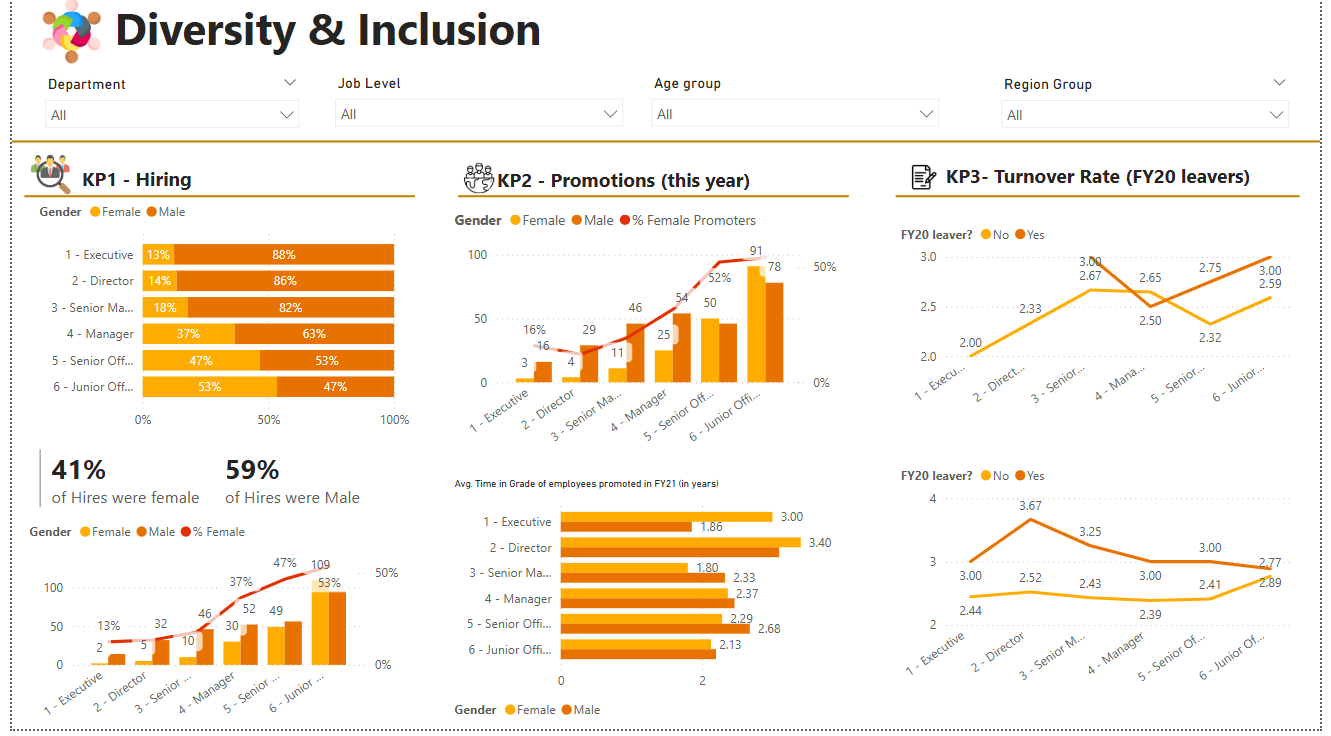 Diversity & Inclusion
Department
All
Job Level
All
Age group
All
Region Group
All
KP1 - Hiring
Gender Female Male
1 - Executive 13% 88%
2 - Director 14% 86%
3 - Senior Ma... 18% 82%
4 - Manager 37% 63%
5 - Senior Off... 47% 53%
6 - Junior Off... 53% 47%
0% 50% 100%
41% 59%
of Hires were female of Hires were Male
Gender Female Male % Female
100
50
0
50%
0%
13% 37% 47%
2 5 32 10 46 30 52 49 109 53%
1 - Executive
2 - Director
3 - Senior ...
4 - Manager
5 - Senior ...
6 - Junior ...
KP2 - Promotions (this year)
Gender Female Male % Female Promoters
100
50
0
50%
0%
16% 52%
3 16 4 29 11 46 25 54 50 91 78
1 - Executive
2 - Director
3 - Senior Ma...
4 - Manager
5 - Senior Off...
6 - Junior Offi...
Avg. Time in Grade of employees promoted in FY21 (in years)
1 - Executive 3.00
1.86
2 - Director 3.40
3 - Senior Ma... 1.80
2.33
4 - Manager 2.37
5 - Senior Offi... 2.29
2.68
6 - Junior Offi... 2.13
0 2
Gender Female Male
KP3- Turnover Rate (FY20 leavers)
FY20 leaver? No Yes
3.0
2.5
2.0
2.00 2.33 3.00 2.67 2.65 2.50 2.75 2.32 3.00 2.59
1 - Execu...
2 - Direct...
3 - Senior...
4 - Mana...
5 - Senior...
6 - Junior...
FY20 leaver? No Yes
4
3
2
3.00 3.67 3.25 3.00 3.00 2.77
2.44 2.52 2.43 2.39 2.41 2.89
1 - Executive
2 - Director
3 - Senior M...
4 - Manager
5 - Senior Of...
6 - Junior Of...